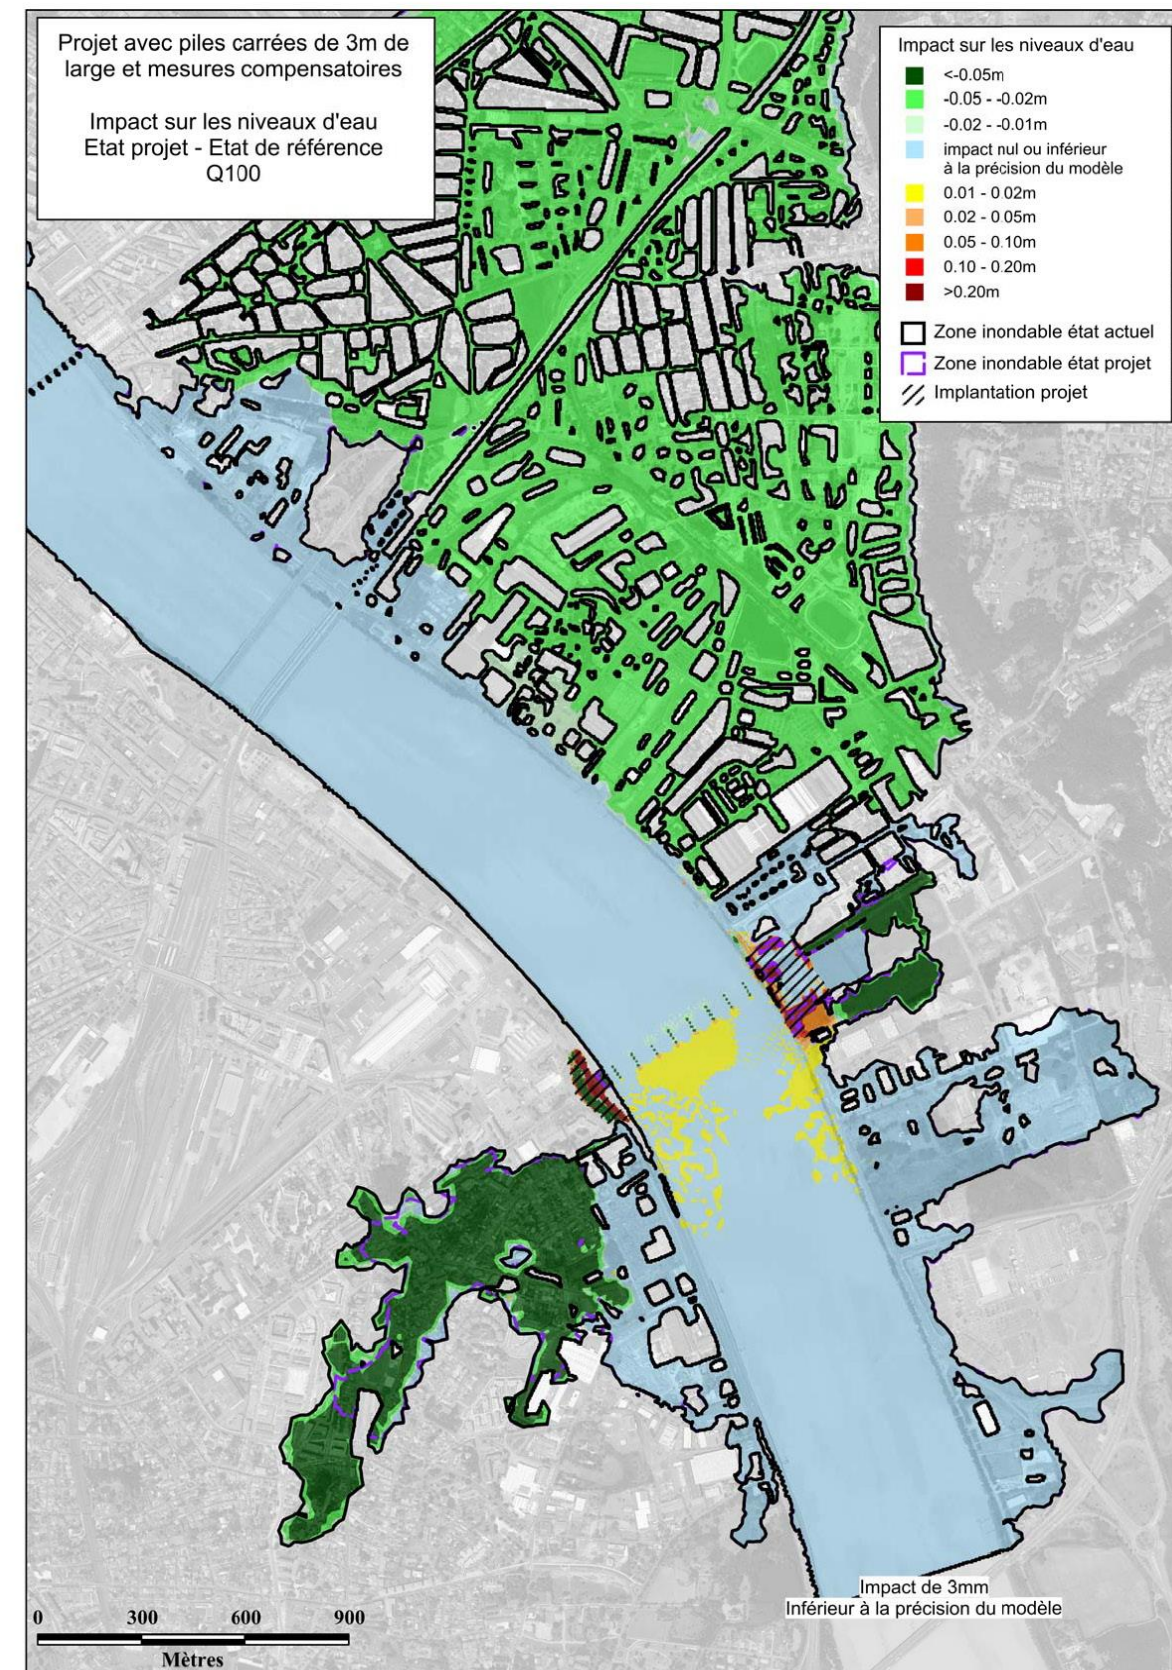 Projet avec piles carrées de 3m de
large et mesures compensatoires
Impact sur les niveaux d'eau
Etat projet - Etat de référence
Q100
Impact sur les niveaux d'eau
<-0.05m
-0.05 - -0.02m
-0.02 - -0.01m
impact nul ou inférieur
à la précision du modèle
0.01 - 0.02m
0.02 - 0.05m
0.05 - 0.10m
0.10 - 0.20m
>0.20m
Zone inondable état actuel
Zone inondable état projet
Implantation projet
Impact de 3mm
Inférieur à la précision du modèle
0 300 600 900
Mètres